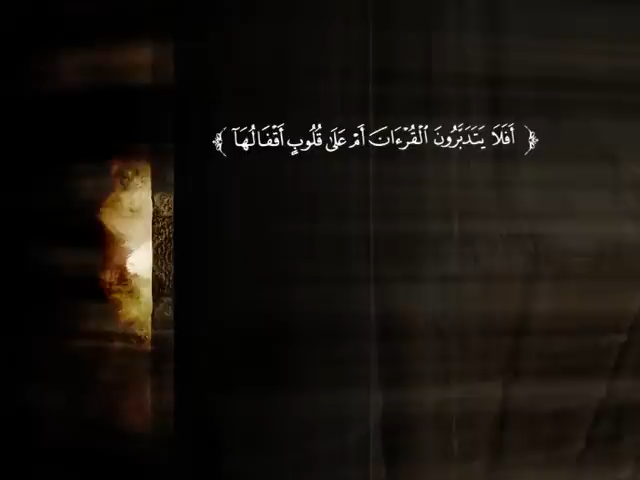 ﴿ أَفَلَا يَتَدَبَّرُونَ الْقُرْءَانَ أَمْ عَلَىٰ قُلُوبٍ أَقْفَالُهَآ ﴾